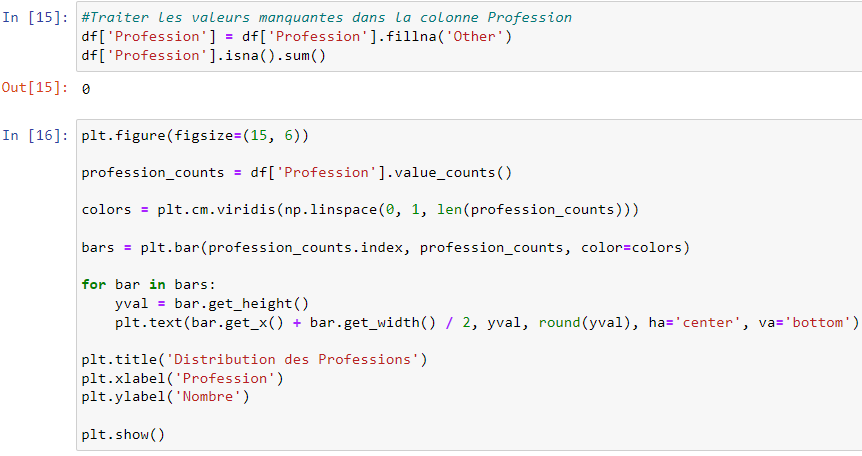 In [15]: #Traiter les valeurs manquantes dans la colonne Profession
df['Profession'] = df['Profession'].fillna('Other')
df['Profession'].isna().sum()
Out[15]: 0
In [16]: plt.figure(figsize=(15, 6))
profession_counts = df['Profession'].value_counts()
colors = plt.cm.viridis(np.linspace(0, 1, len(profession_counts)))
bars = plt.bar(profession_counts.index, profession_counts, color=colors)
for bar in bars:
    yval = bar.get_height()
    plt.text(bar.get_x() + bar.get_width() / 2, yval, round(yval), ha='center', va='bottom')
plt.title('Distribution des Professions')
plt.xlabel('Profession')
plt.ylabel('Nombre')
plt.show()